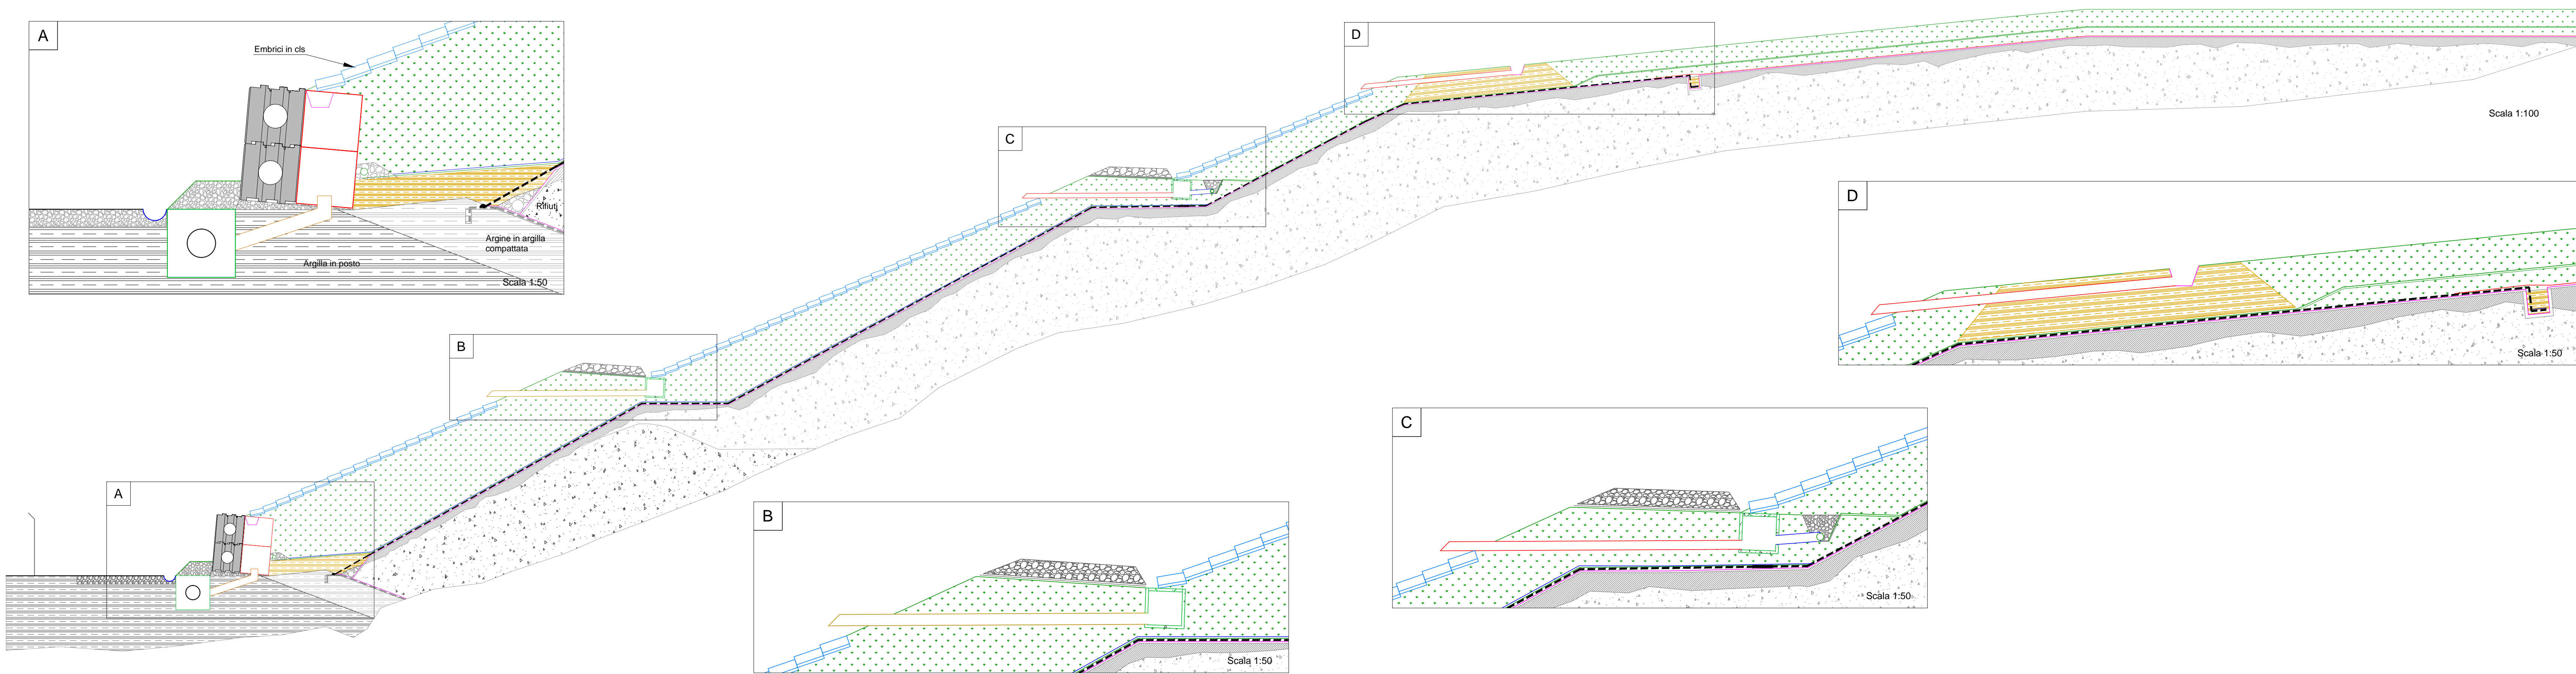 A
Embrici in cls
Rifiuti
Argine in argilla
compattata
Argilla in posto
Scala 1:50
D
Scala 1:100
C
D
Scala 1:50
B
C
Scala 1:50
A
B
Scala 1:50